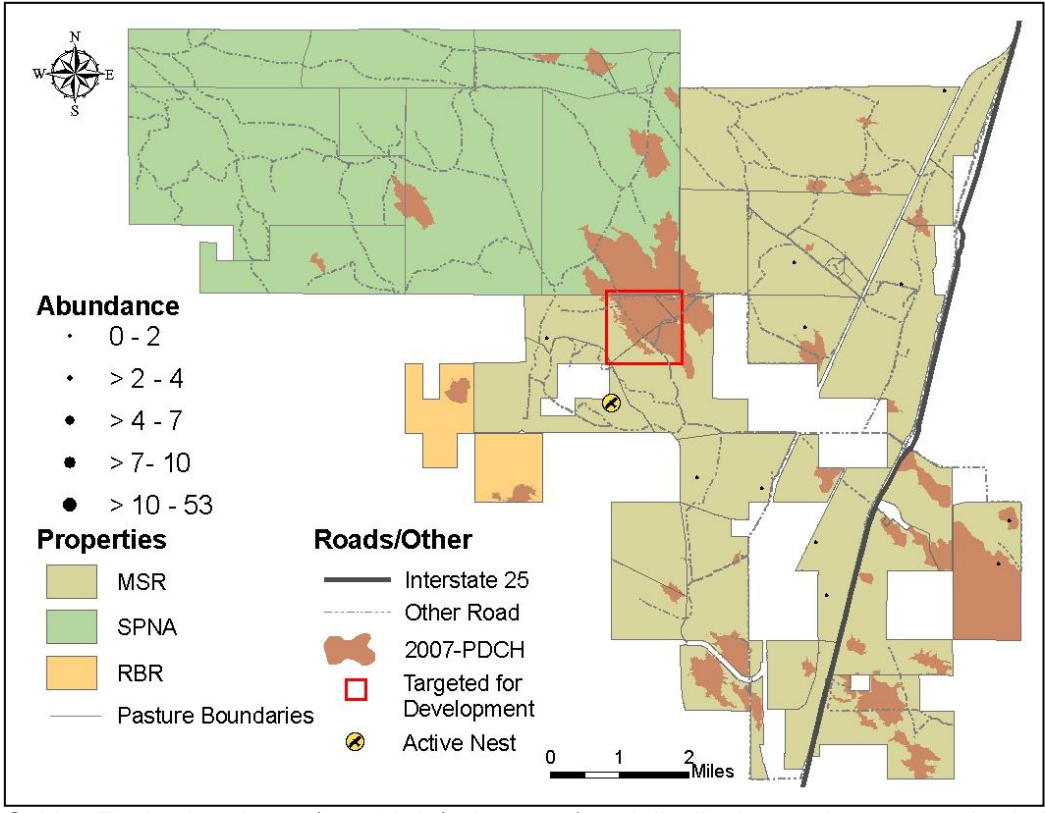 N
W E
S
Abundance
0 - 2
> 2 - 4
> 4 - 7
> 7- 10
> 10 - 53
Properties
MSR
SPNA
RBR
Pasture Boundaries
Roads/Other
Interstate 25
Other Road
2007-PDCH
Targeted for
Development
Active Nest
0 1 2
Miles